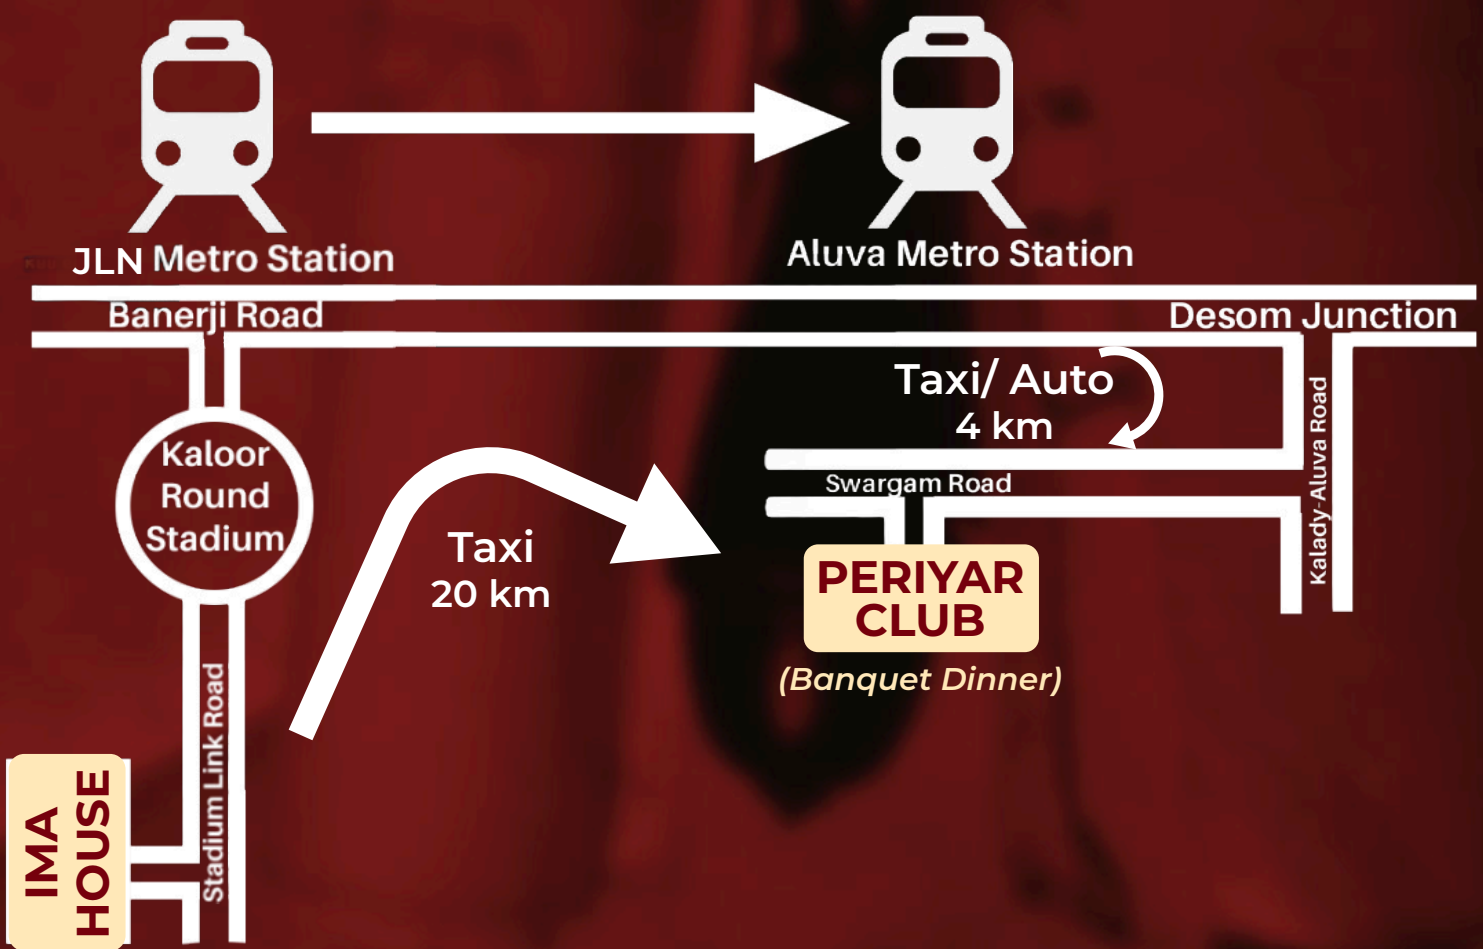 JLN Metro Station
Aluva Metro Station
Banerji Road
Desom Junction
Taxi/ Auto
4 km
Kaloor
Round
Stadium
Swargam Road
Kalady-Aluva Road
Taxi
20 km
PERIYAR
CLUB
(Banquet Dinner)
Stadium Link Road
IMA
HOUSE